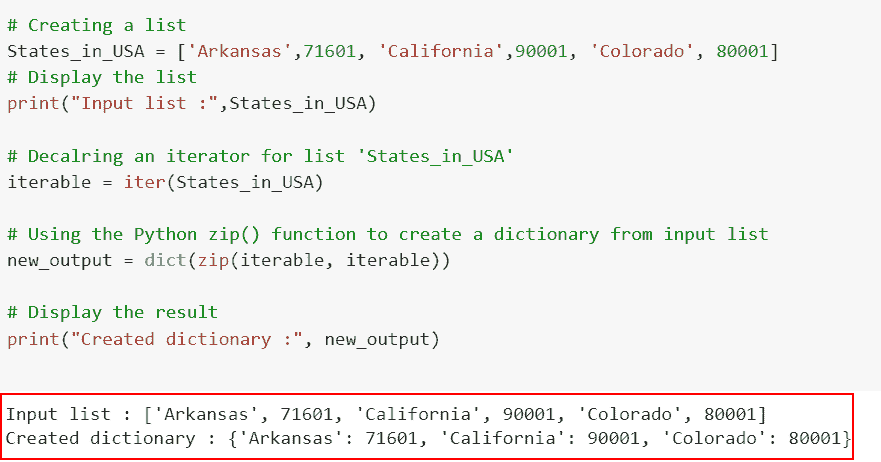 # Creating a list
States_in_USA = ['Arkansas',71601, 'California',90001, 'Colorado', 80001]
# Display the list
print("Input list :",States_in_USA)
# Decalring an iterator for list 'States_in_USA'
iterable = iter(States_in_USA)
# Using the Python zip() function to create a dictionary from input list
new_output = dict(zip(iterable, iterable))
# Display the result
print("Created dictionary :", new_output)
Input list : ['Arkansas', 71601, 'California', 90001, 'Colorado', 80001]
Created dictionary : {'Arkansas': 71601, 'California': 90001, 'Colorado': 80001}